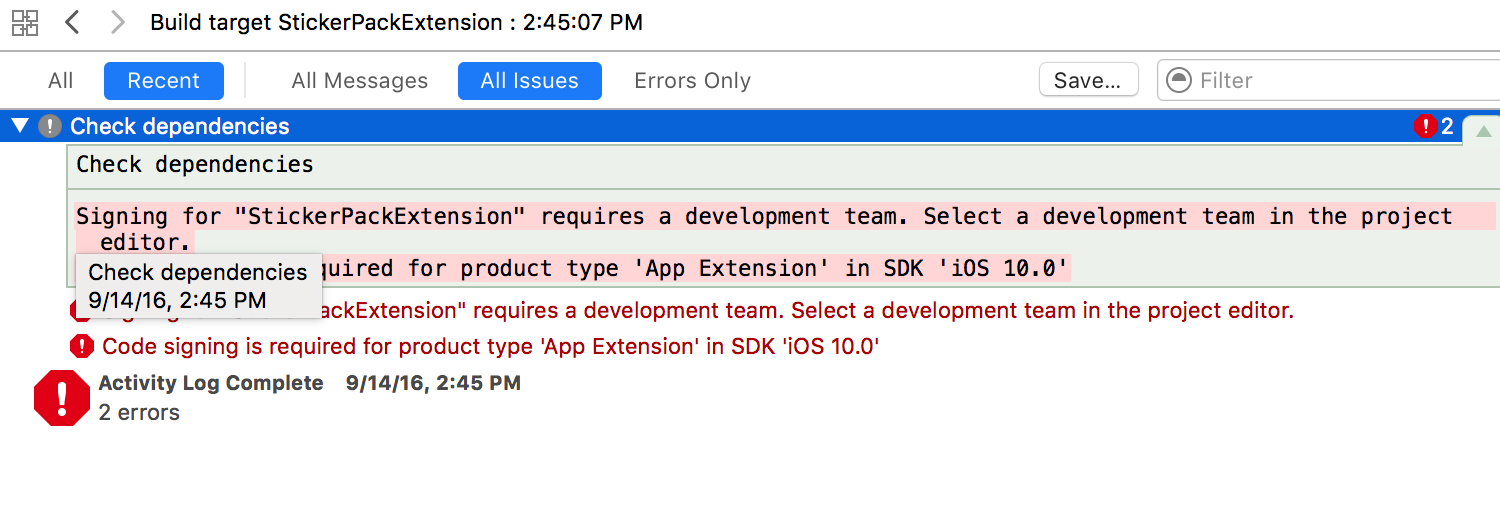 Build target StickerPackExtension : 2:45:07 PM
All Recent All Messages All Issues Errors Only Save... Filter
Check dependencies 2
Check dependencies
Signing for "StickerPackExtension" requires a development team. Select a development team in the project
editor.
Check dependencies
for product type 'App Extension' in SDK 'iOS 10.0'
9/14/16, 2:45 PM
requires a development team. Select a development team in the project editor.
Code signing is required for product type 'App Extension' in SDK 'iOS 10.0'
Activity Log Complete 9/14/16, 2:45 PM
2 errors